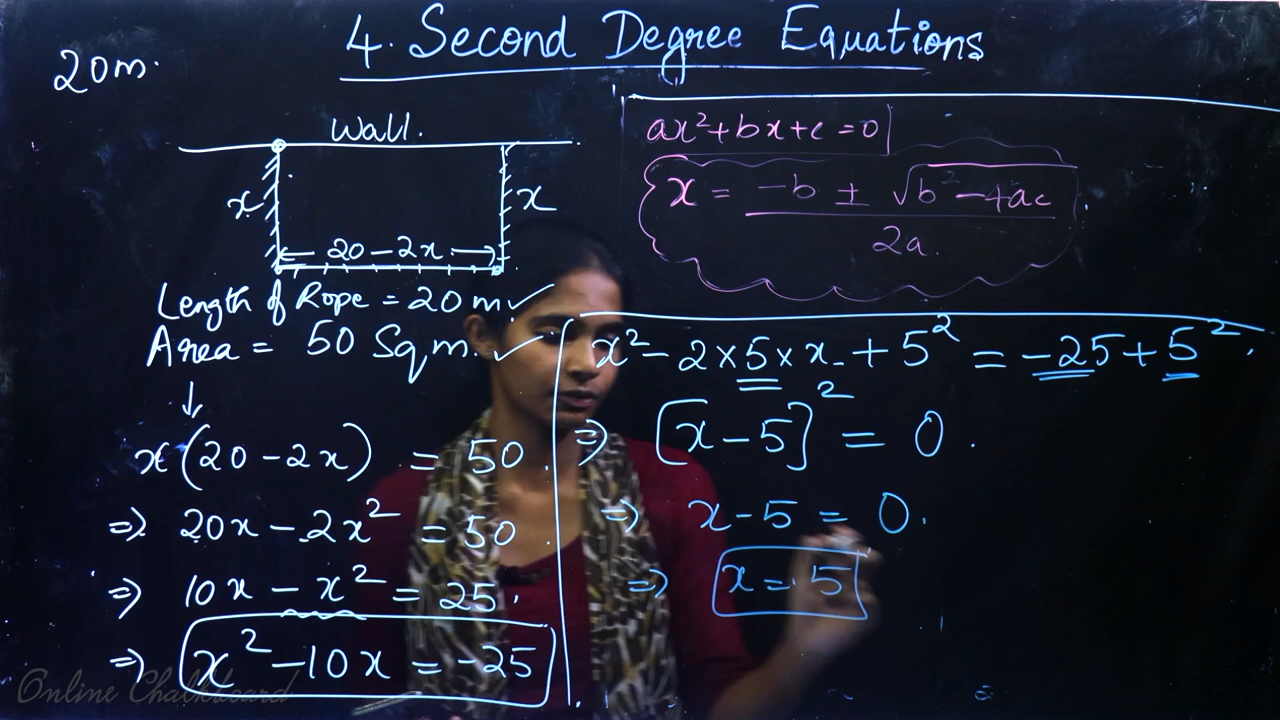 4. Second Degree Equations
20m.
Wall.
x
x
20-2x
Length of Rope = 20m ✓
Area = 50 Sqm. ✓
↓
x(20-2x) = 50
⇒ 20x - 2x² = 50
⇒ 10x - x² = 25.
⇒ x² - 10x = -25
ax² + bx + c = 0
x = (-b ± √(b² - 4ac)) / 2a
x² - 2×5×x + 5² = -25 + 5².
⇒ [x-5]² = 0.
⇒ x-5 = 0.
⇒ x = 5
Online Chalkboard